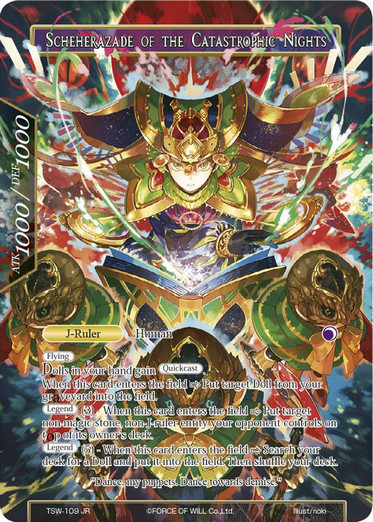 Scheherazade of the Catastrophic Nights
ATK 1000 / DEF 1000
J-Ruler Human
Flying
Dolls in your hand gain Quickcast
When this card enters the field ⇨ Put target Doll from your
graveyard into the field.
Legend (3) - When this card enters the field ⇨ Put target
non-magic stone, non-J-ruler entity your opponent controls on
top of its owner's deck.
Legend (5) - When this card enters the field ⇨ Search your
deck for a Doll and put it into the field. Then shuffle your deck.
"Dance, my puppets. Dance towards demise."
TSW-109 JR ©FORCE OF WILL Co.,Ltd. Illust/noki